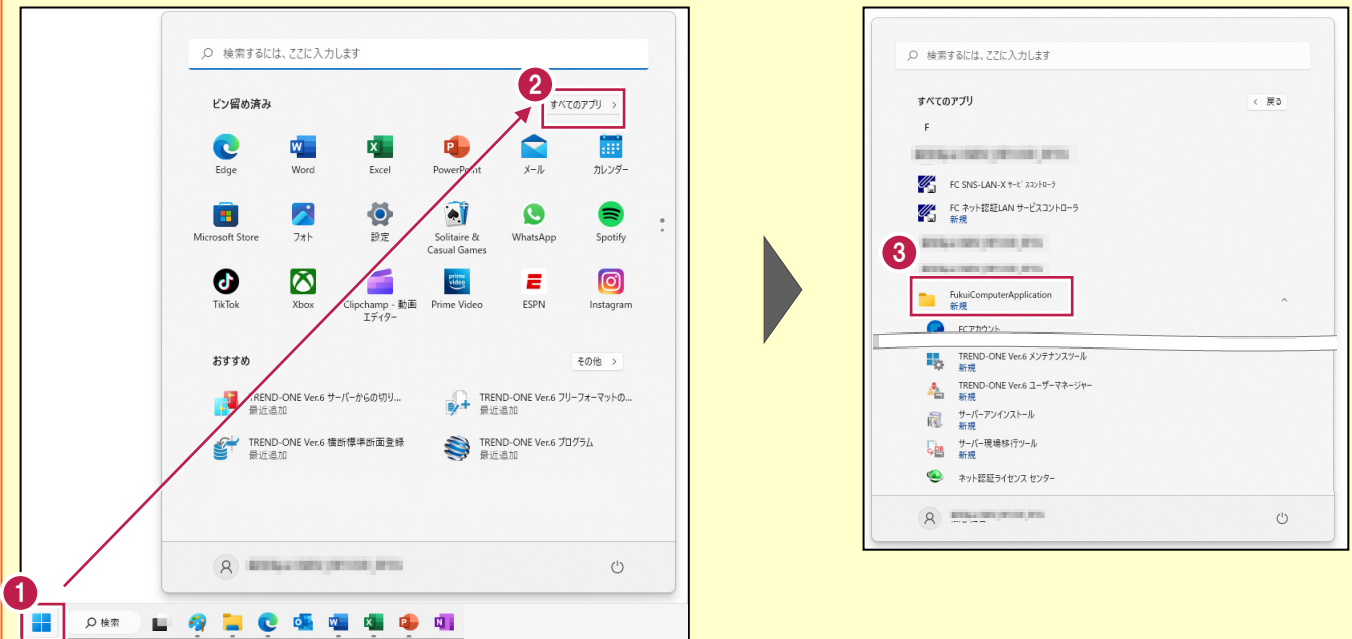 検索するには、ここに入力します
2
ピン留め済み
すべてのアプリ >
Edge
Word
Excel
PowerPoint
メール
カレンダー
Microsoft Store
フォト
設定
Solitaire &
Casual Games
WhatsApp
Spotify
TikTok
Xbox
Clipchamp - 動画
エディター
Prime Video
ESPN
Instagram
おすすめ
その他 >
TREND-ONE Ver.6 サーバーからの切り...
最近追加
TREND-ONE Ver.6 フリーフォーマットの...
最近追加
TREND-ONE Ver.6 横断標準断面登録
最近追加
TREND-ONE Ver.6 プログラム
最近追加
1
検索
検索するには、ここに入力します
すべてのアプリ
< 戻る
F
FC SNS-LAN-X サービスコントローラ
FC ネット認証LAN サービスコントローラ
新規
3
FukuiComputerApplication
新規
FCアカウント
TREND-ONE Ver.6 メンテナンスツール
新規
TREND-ONE Ver.6 ユーザーマネージャー
新規
サーバーアンインストール
新規
サーバー現場移行ツール
新規
ネット認証ライセンス センター